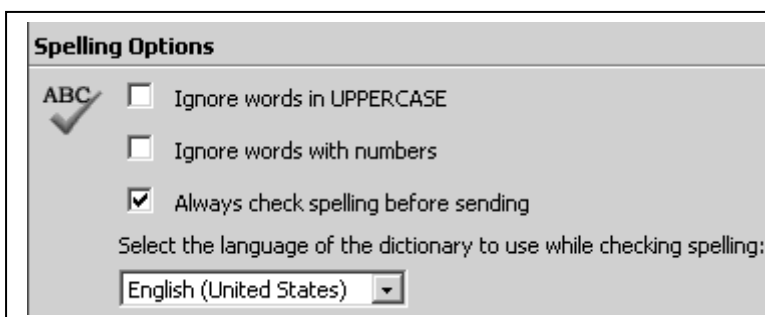 Spelling Options
ABC
Ignore words in UPPERCASE
Ignore words with numbers
Always check spelling before sending
Select the language of the dictionary to use while checking spelling:
English (United States)